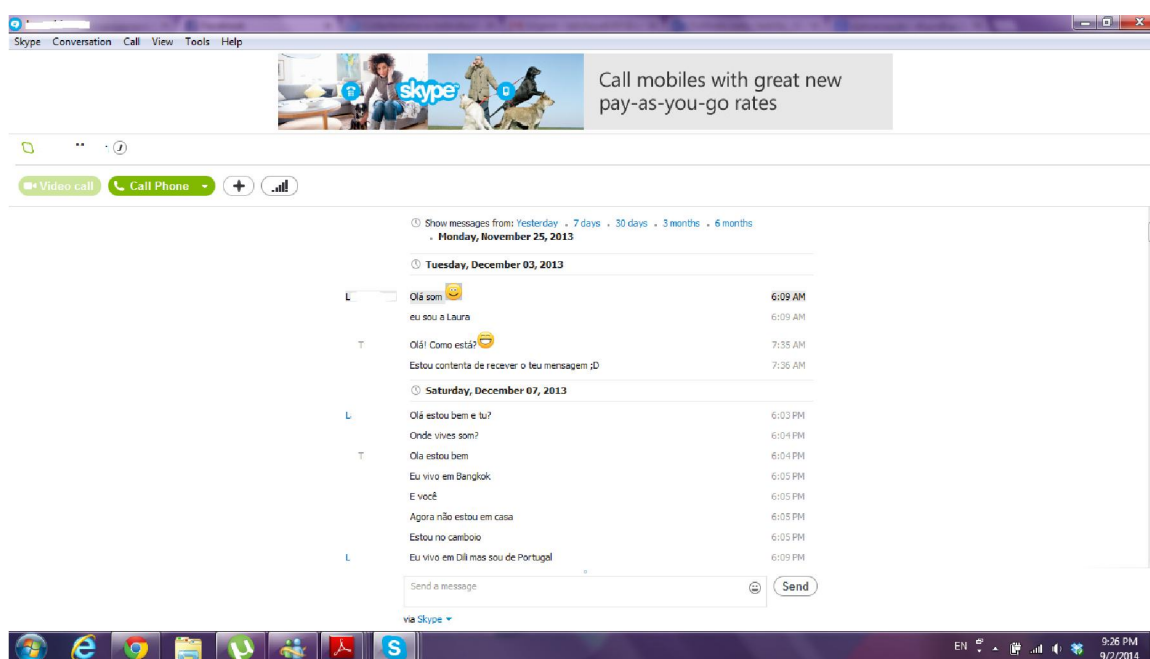 Skype Conversation Call View Tools Help
skype
Call mobiles with great new
pay-as-you-go rates
Video call Call Phone
Show messages from: Yesterday . 7 days . 30 days . 3 months . 6 months
. Monday, November 25, 2013
Tuesday, December 03, 2013
L Olá som 6:09 AM
eu sou a Laura 6:09 AM
T Olá! Como está? 7:35 AM
Estou contenta de recever o teu mensagem ;D 7:36 AM
Saturday, December 07, 2013
L Olá estou bem e tu? 6:03 PM
Onde vives som? 6:04 PM
T Ola estou bem 6:04 PM
Eu vivo em Bangkok 6:05 PM
E você 6:05 PM
Agora não estou em casa 6:05 PM
Estou no camboio 6:05 PM
L Eu vivo em Dili mas sou de Portugal 6:09 PM
Send a message Send
via Skype
EN 9:26 PM
9/2/2014